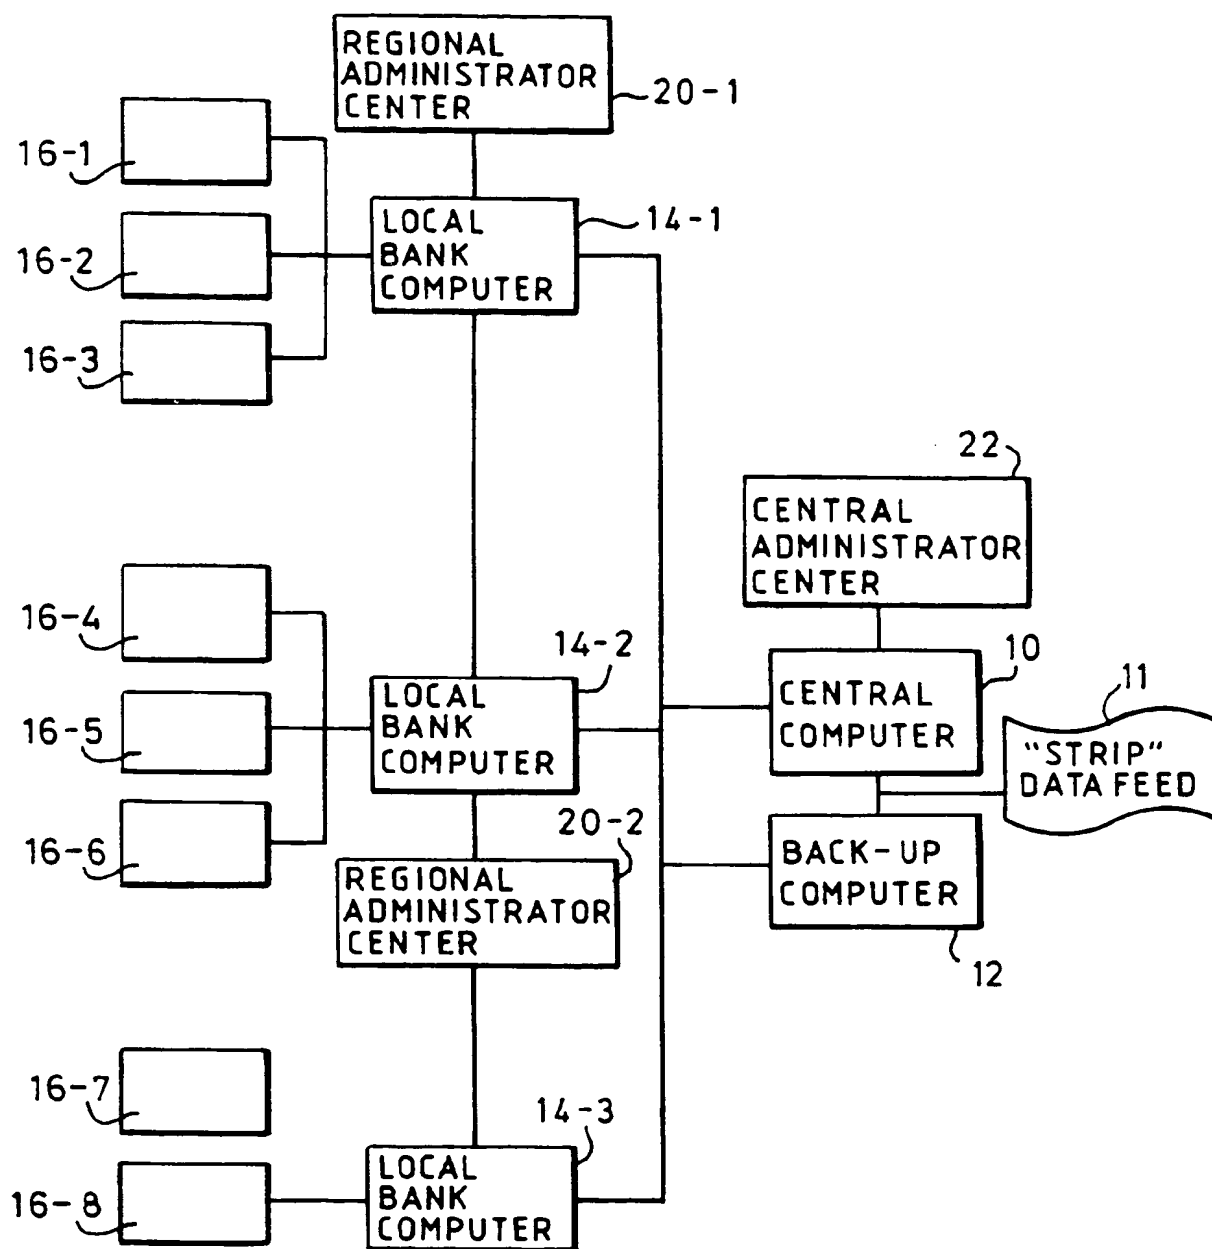 REGIONAL
ADMINISTRATOR
CENTER
20-1
16-1
LOCAL
BANK
COMPUTER
14-1
16-2
16-3
22
CENTRAL
ADMINISTRATOR
CENTER
16-4
14-2
10
LOCAL
BANK
COMPUTER
CENTRAL
COMPUTER
11
"STRIP"
DATA FEED
16-5
20-2
16-6
BACK-UP
COMPUTER
12
REGIONAL
ADMINISTRATOR
CENTER
16-7
14-3
LOCAL
BANK
COMPUTER
16-8